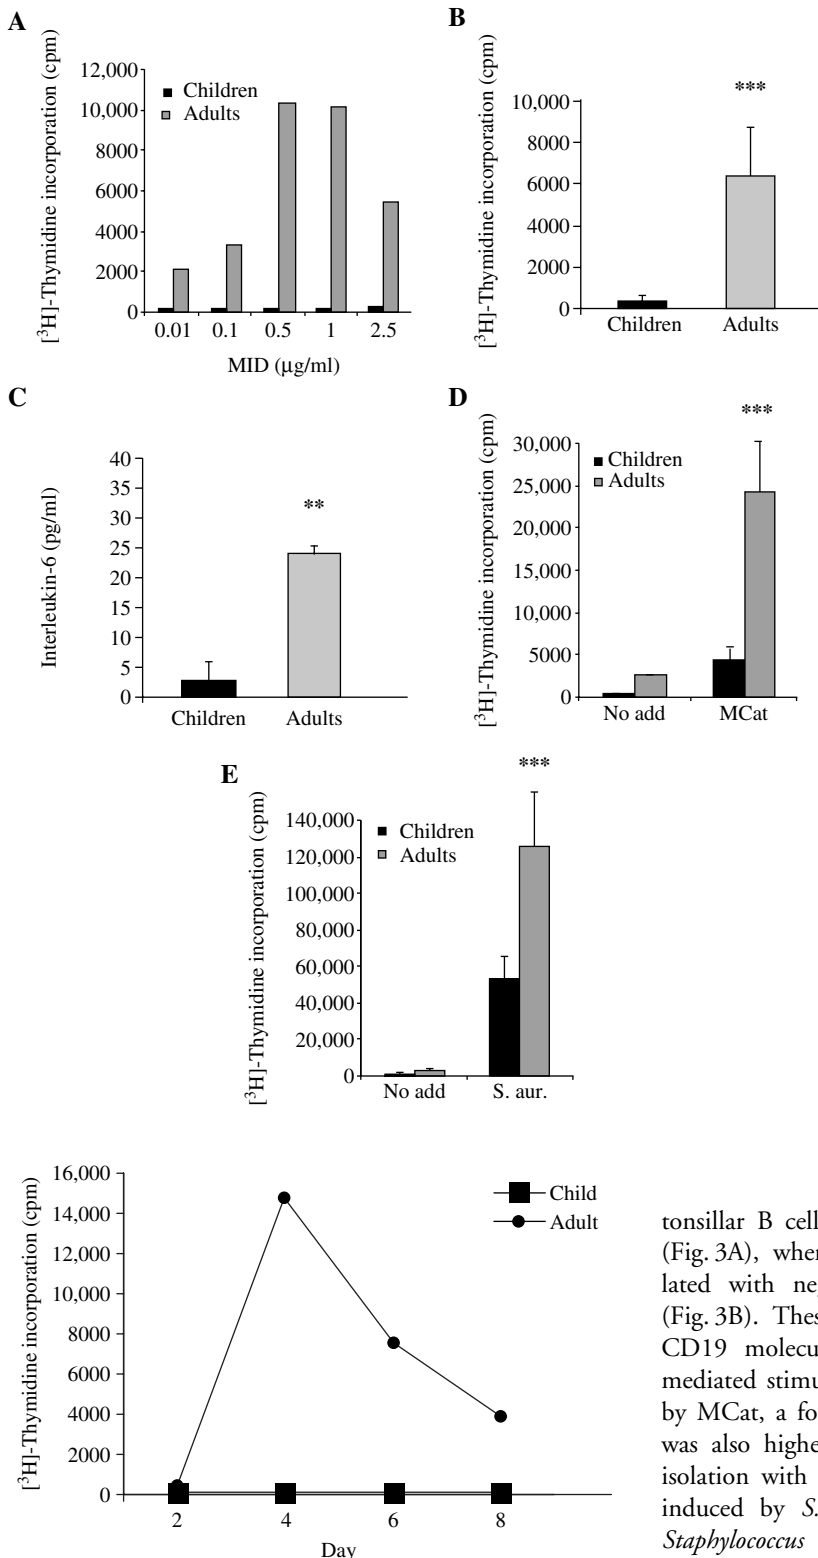 A
[³H]-Thymidine incorporation (cpm)
12,000
10,000
8000
6000
4000
2000
0
Children
Adults
0.01 0.1 0.5 1 2.5
MID (µg/ml)
B
[³H]-Thymidine incorporation (cpm)
10,000
8000
6000
4000
2000
0
***
Children Adults
C
Interleukin-6 (pg/ml)
40
35
30
25
20
15
10
5
0
**
Children Adults
D
[³H]-Thymidine incorporation (cpm)
30,000
25,000
20,000
15,000
10,000
5000
0
Children
Adults
***
No add MCat
E
[³H]-Thymidine incorporation (cpm)
140,000
120,000
100,000
80,000
60,000
40,000
20,000
0
Children
Adults
***
No add S. aur.
[³H]-Thymidine incorporation (cpm)
16,000
14,000
12,000
10,000
8000
6000
4000
2000
0
Child
Adult
2 4 6 8
Day
tonsillar B cell
(Fig. 3A), wher
lated with neg
(Fig. 3B). Thes
CD19 molecu
mediated stimu
by MCat, a fo
was also highe
isolation with
induced by S.
Staphylococcus